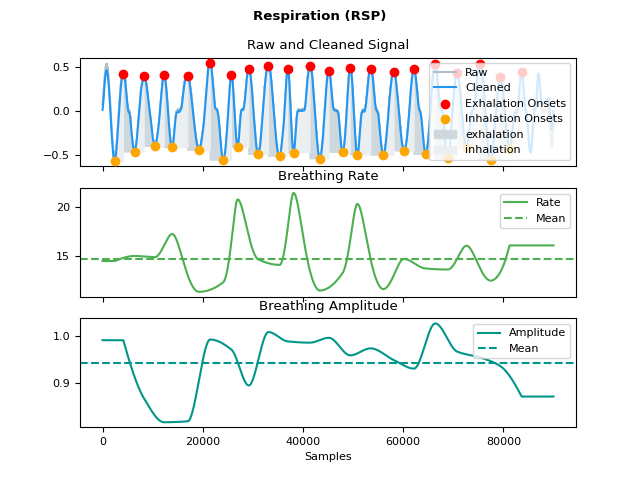 Respiration (RSP)
Raw and Cleaned Signal
0.5
0.0
−0.5
Raw
Cleaned
Exhalation Onsets
Inhalation Onsets
exhalation
inhalation
Breathing Rate
20
15
Rate
Mean
Breathing Amplitude
1.0
0.9
Amplitude
Mean
0
20000
40000
60000
80000
Samples